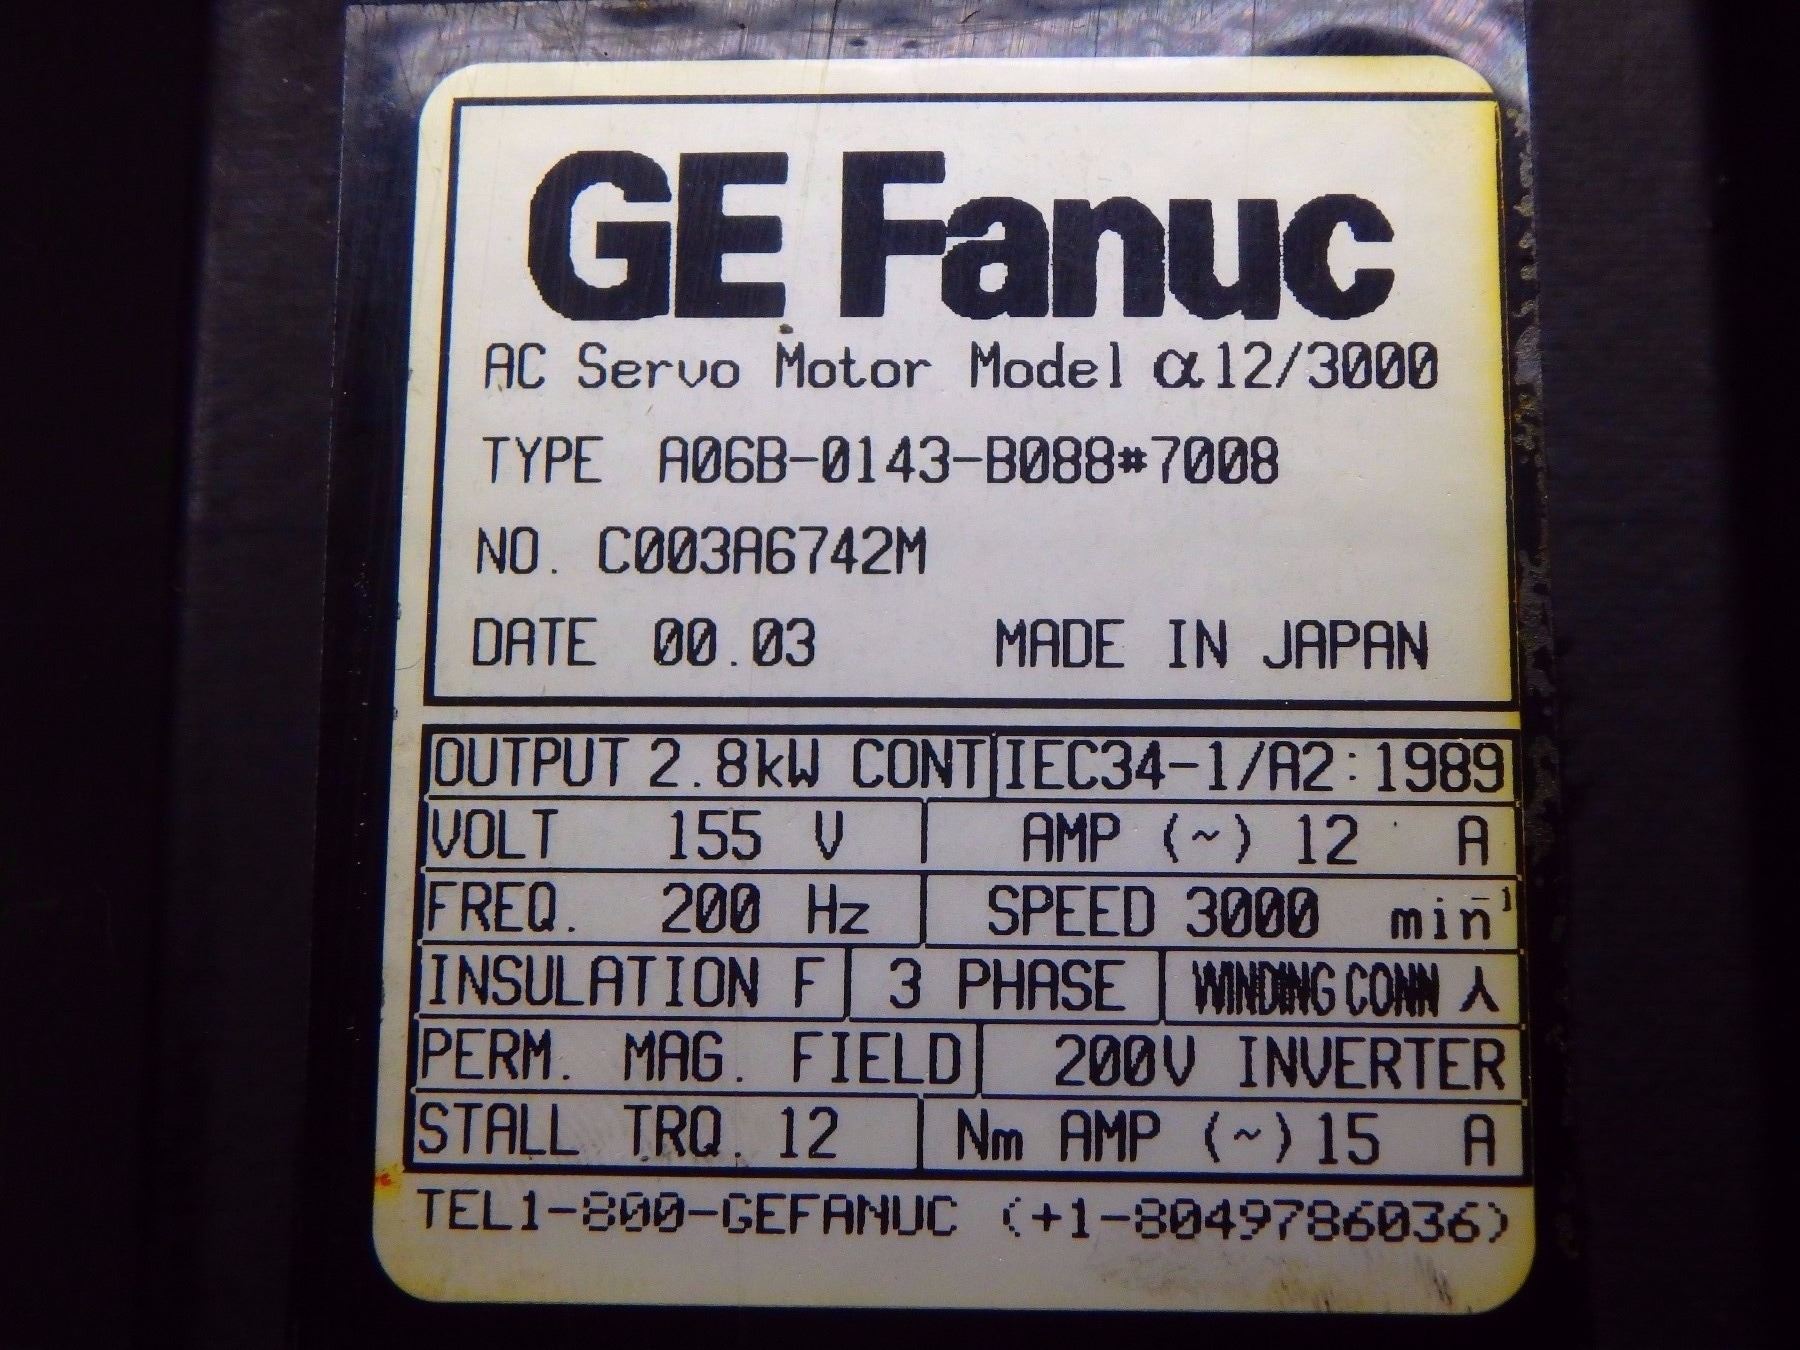 GE Fanuc
AC Servo Motor Model α12/3000
TYPE A06B-0143-B088#7008
NO. C003A6742M
DATE 00.03 MADE IN JAPAN
OUTPUT 2.8kW CONT IEC34-1/A2:1989
VOLT 155 V AMP (~) 12 A
FREQ. 200 Hz SPEED 3000 min⁻¹
INSULATION F 3 PHASE WINDING CONN ⅄
PERM. MAG. FIELD 200V INVERTER
STALL TRQ. 12 Nm AMP (~) 15 A
TEL1-800-GEFANUC (+1-8049786036)